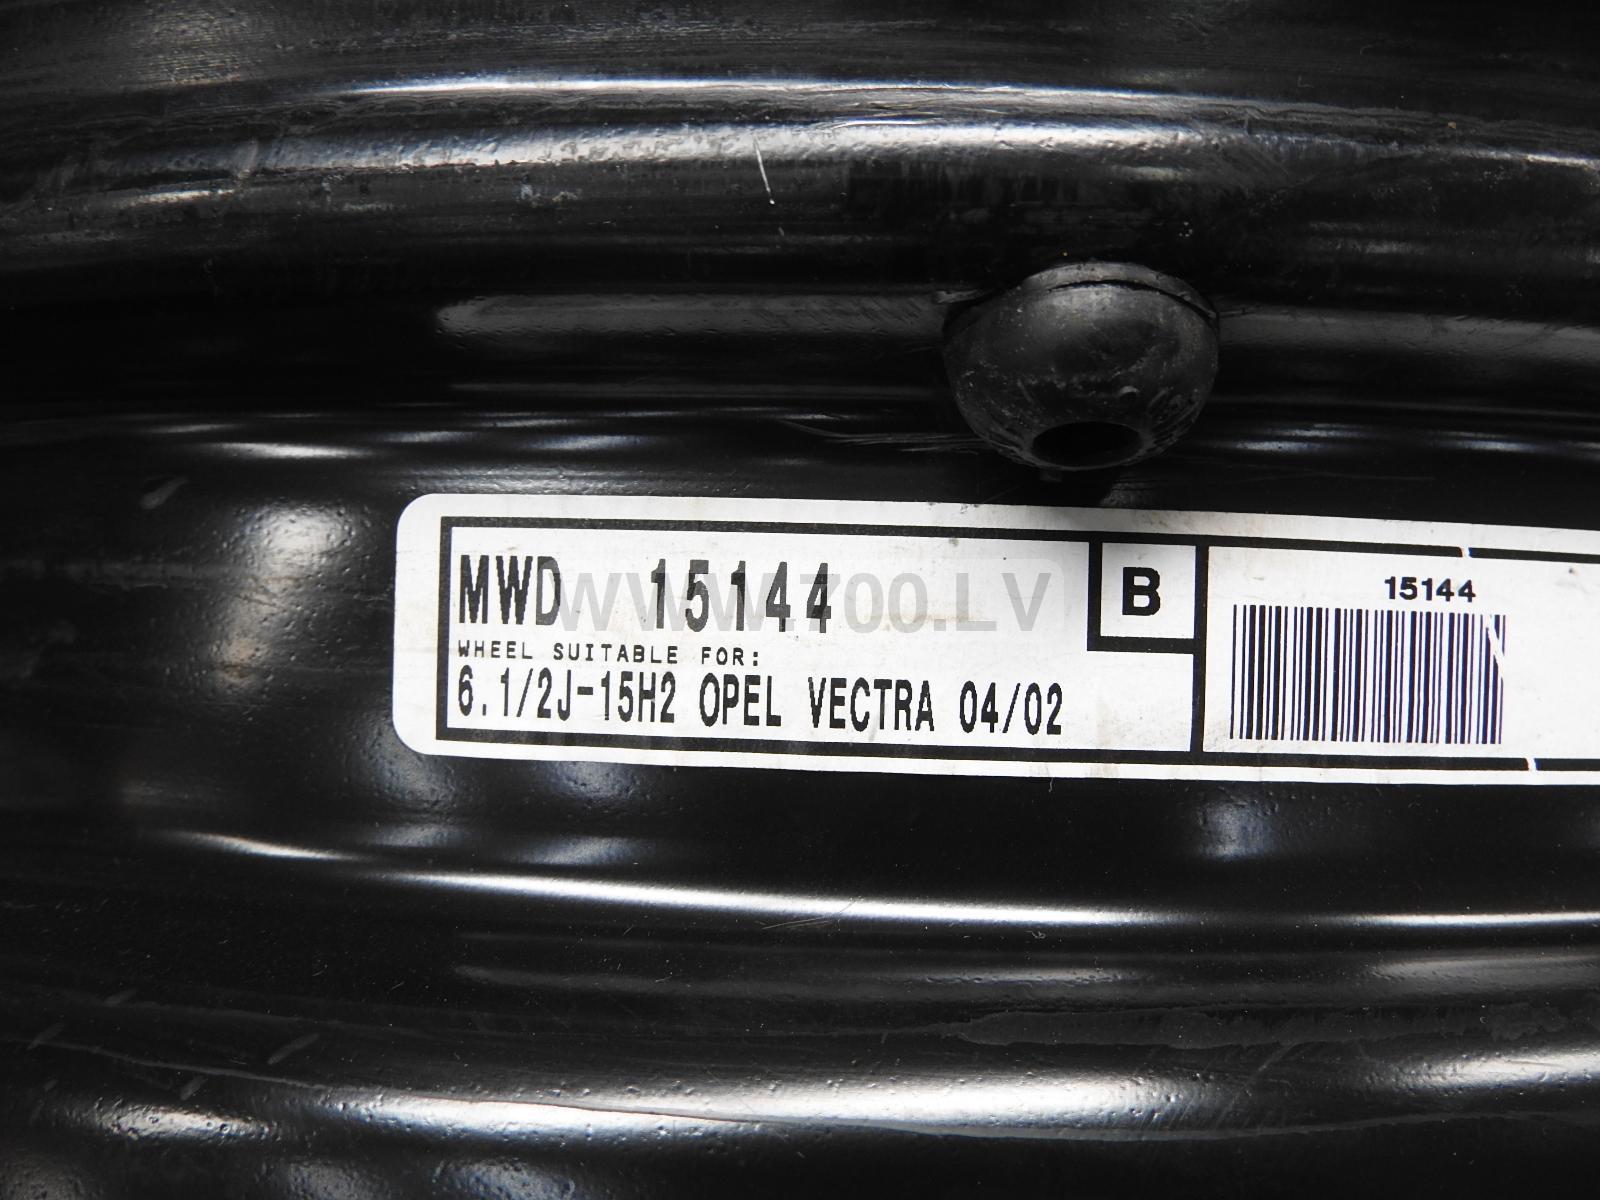 MWD 15144
WWW.700.LV
B
15144
WHEEL SUITABLE FOR:
6.1/2J-15H2 OPEL VECTRA 04/02